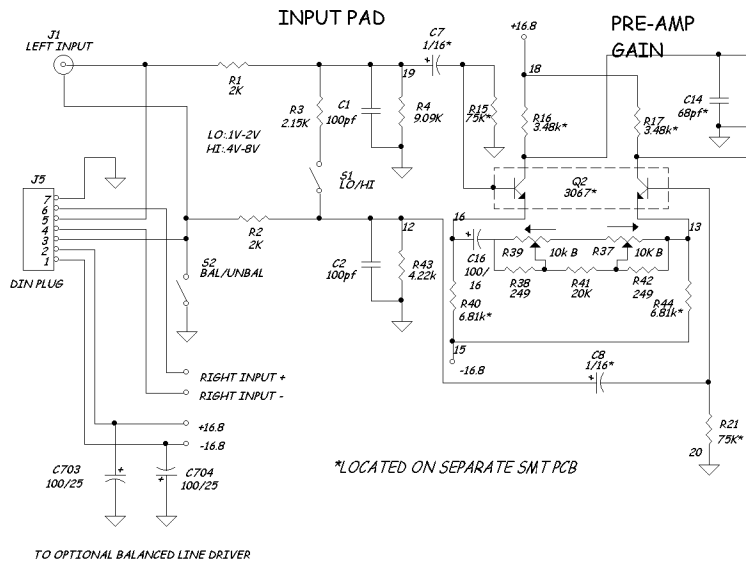 INPUT PAD
PRE-AMP
GAIN
J1
LEFT INPUT
C7
1/16*
+
+16.8
18
19
R1
2K
R3
2.15K
C1
100pf
R4
9.09K
R15
75K*
R16
3.48k*
R17
3.48k*
C14
68pf*
LO:.1V-2V
HI:.4V-8V
S1
LO/HI
Q2
3067*
J5
7
6
5
4
3
2
1
DIN PLUG
R2
2K
12
16
13
S2
BAL/UNBAL
C2
100pf
R43
4.22k
+
C16
100/
16
R39
10k B
R37
10K B
R38
249
R41
20K
R42
249
R40
6.81k*
R44
6.81k*
15
-16.8
C8
1/16*
+
RIGHT INPUT +
RIGHT INPUT -
+16.8
-16.8
R21
75K*
20
C703
100/25
+
C704
100/25
+
*LOCATED ON SEPARATE SMT PCB
TO OPTIONAL BALANCED LINE DRIVER